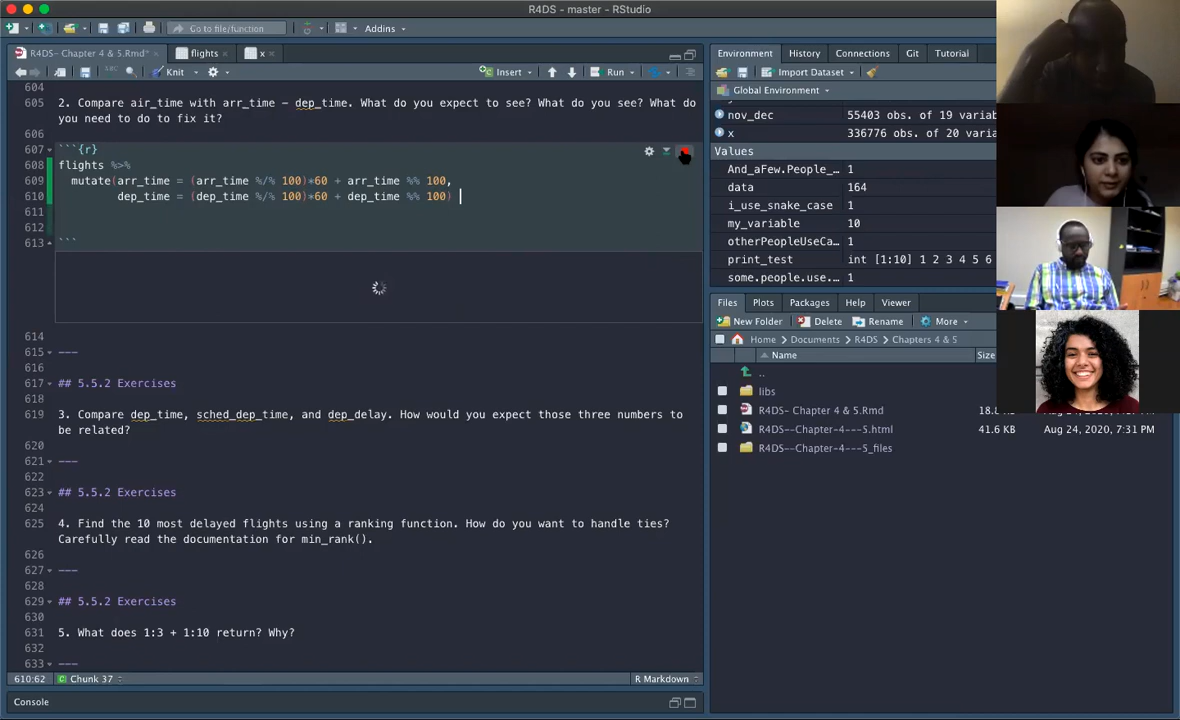 R4DS - master - RStudio
Go to file/function
Addins
R4DS- Chapter 4 & 5.Rmd*
flights
x
Knit
Insert
Run
604
605 2. Compare air_time with arr_time - dep_time. What do you expect to see? What do you see? What do
you need to do to fix it?
606
607 ```{r}
608 flights %>%
609 mutate(arr_time = (arr_time %/% 100)*60 + arr_time %% 100,
610 dep_time = (dep_time %/% 100)*60 + dep_time %% 100)
611
612
613 ```
614
615 ---
616
617 ## 5.5.2 Exercises
618
619 3. Compare dep_time, sched_dep_time, and dep_delay. How would you expect those three numbers to
be related?
620
621 ---
622
623 ## 5.5.2 Exercises
624
625 4. Find the 10 most delayed flights using a ranking function. How do you want to handle ties?
Carefully read the documentation for min_rank().
626
627 ---
628
629 ## 5.5.2 Exercises
630
631 5. What does 1:3 + 1:10 return? Why?
632
633 ---
610:62 Chunk 37 R Markdown
Console
Environment History Connections Git Tutorial
Import Dataset
Global Environment
nov_dec 55403 obs. of 19 variab
x 336776 obs. of 20 variab
Values
And_aFew.People_ 1
data 164
i_use_snake_case 1
my_variable 10
otherPeopleUseCa… 1
print_test int [1:10] 1 2 3 4 5 6
some.people.use.… 1
Files Plots Packages Help Viewer
New Folder Delete Rename More
Home Documents R4DS Chapters 4 & 5
Name Size
..
libs
R4DS- Chapter 4 & 5.Rmd
R4DS--Chapter-4---5.html 41.6 KB Aug 24, 2020, 7:31 PM
R4DS--Chapter-4---5_files